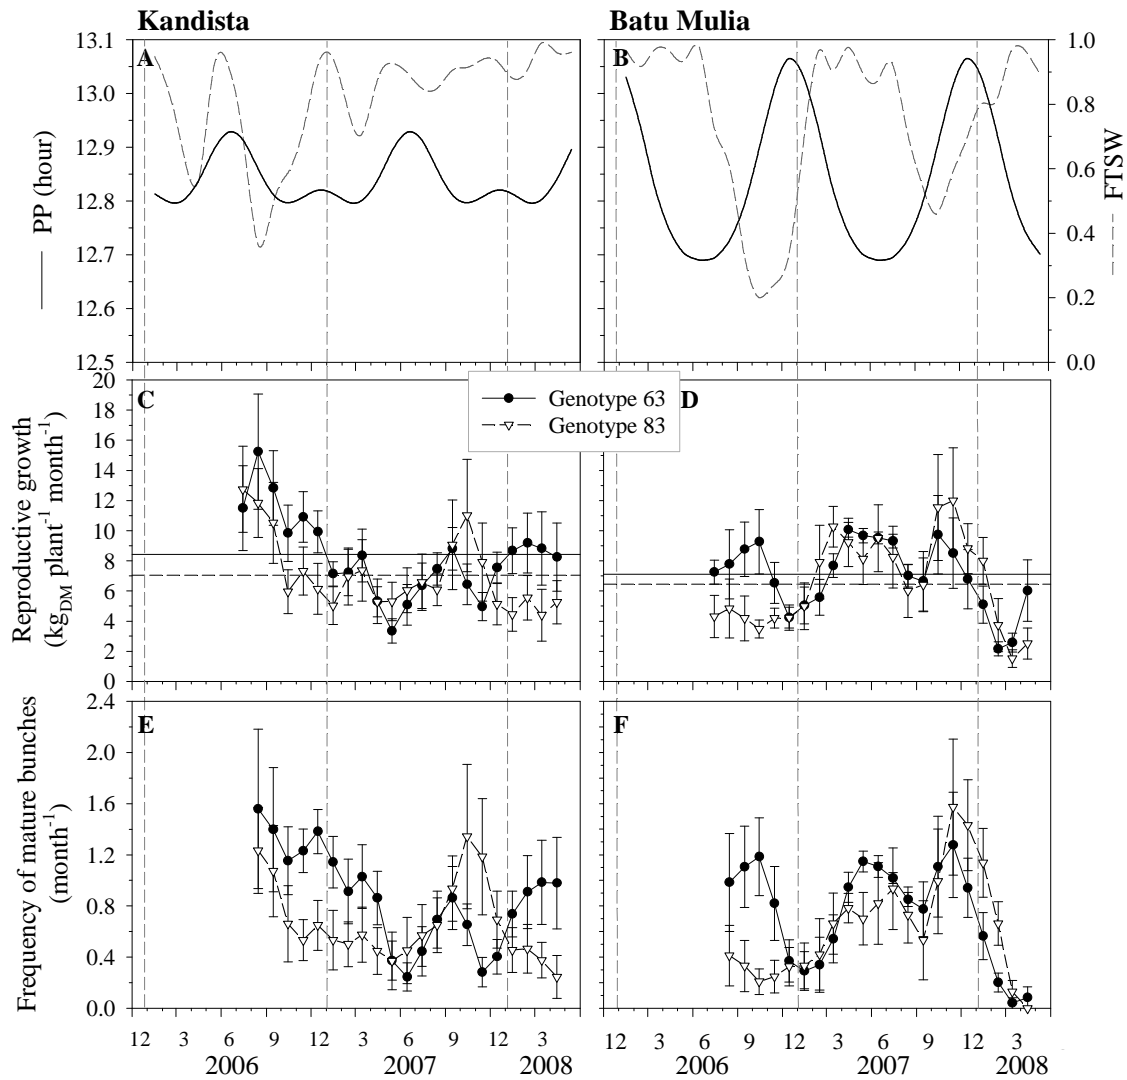 Kandista
Batu Mulia
A
B
13.1
13.0
12.9
12.8
12.7
12.6
12.5
PP (hour)
1.0
0.8
0.6
0.4
0.2
0.0
FTSW
C
D
Genotype 63
Genotype 83
20
18
16
14
12
10
8
6
4
2
0
Reproductive growth
(kgDM plant-1 month-1)
E
F
2.4
2.0
1.6
1.2
0.8
0.4
0.0
Frequency of mature bunches
(month-1)
12 3 6 9 12 3 6 9 12 3
12 3 6 9 12 3 6 9 12 3
2006 2007 2008
2006 2007 2008